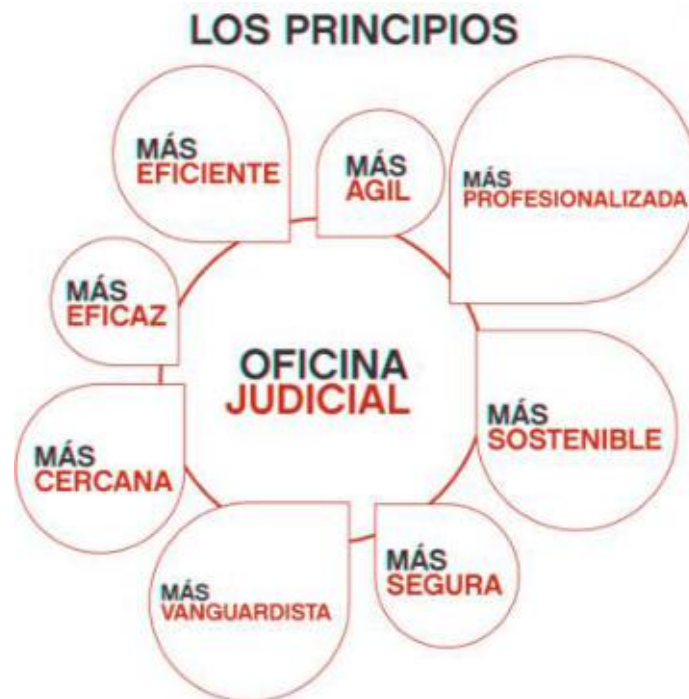 LOS PRINCIPIOS
MÁS
EFICIENTE
MÁS
AGIL
MÁS
PROFESIONALIZADA
MÁS
EFICAZ
OFICINA
JUDICIAL
MÁS
SOSTENIBLE
MÁS
CERCANA
MÁS
SEGURA
MÁS
VANGUARDISTA